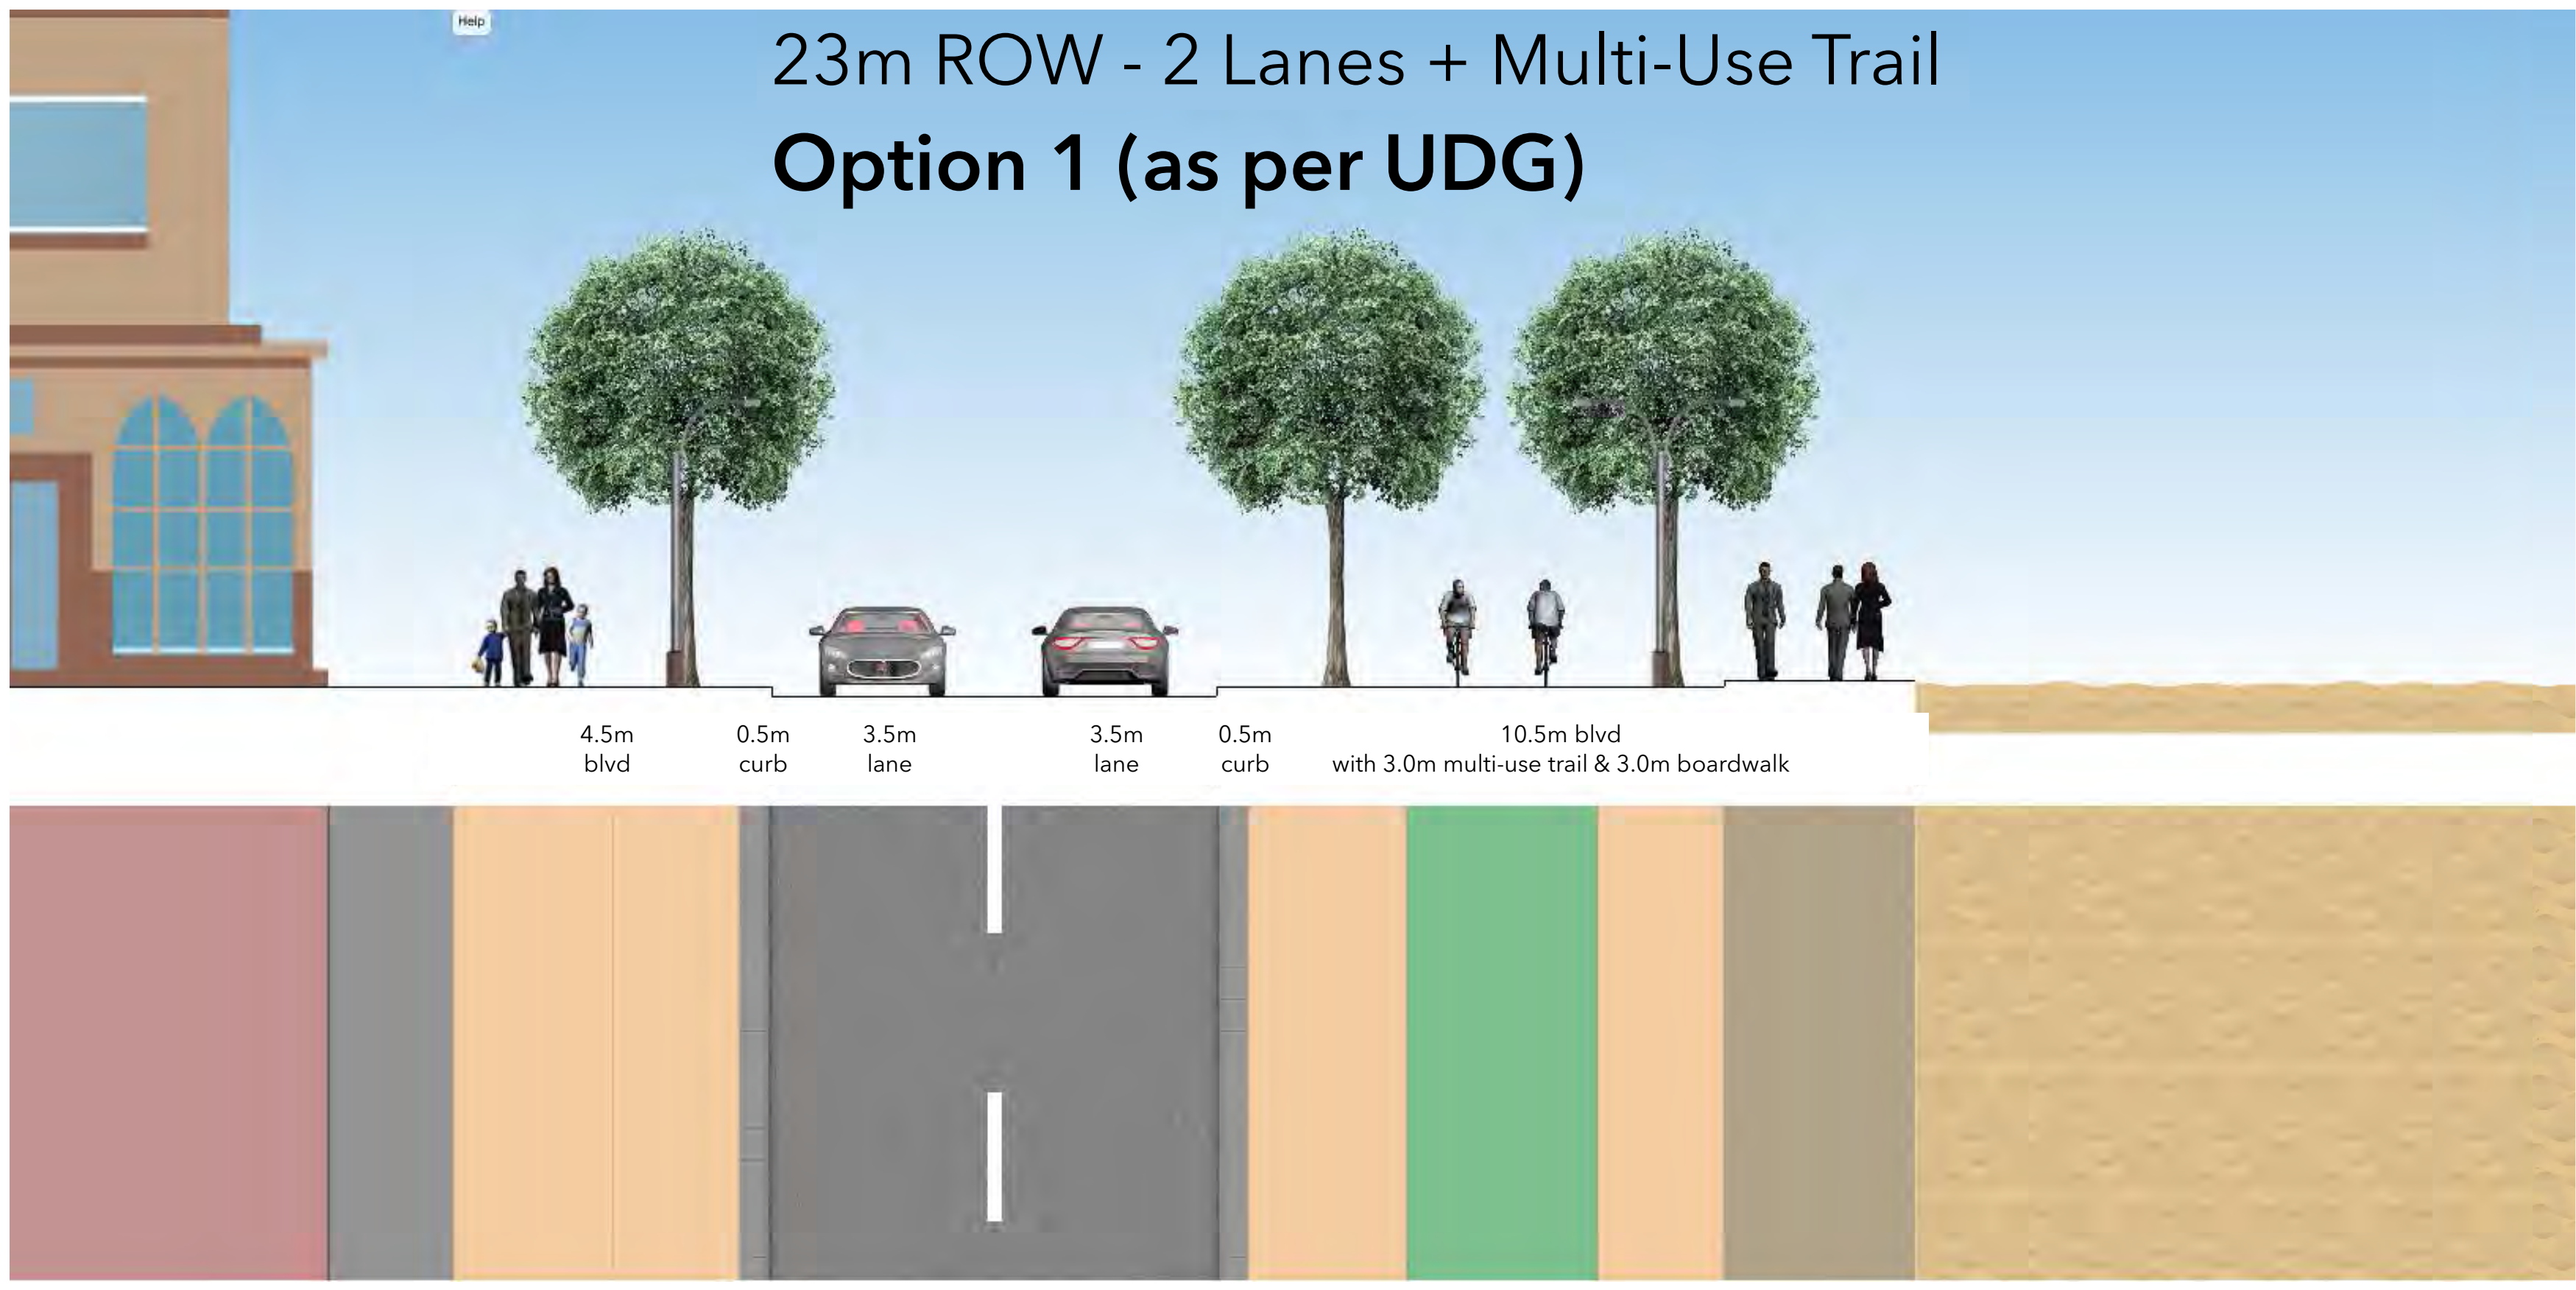 Help
23m ROW - 2 Lanes + Multi-Use Trail
Option 1 (as per UDG)
4.5m
blvd
0.5m
curb
3.5m
lane
3.5m
lane
0.5m
curb
10.5m blvd
with 3.0m multi-use trail & 3.0m boardwalk